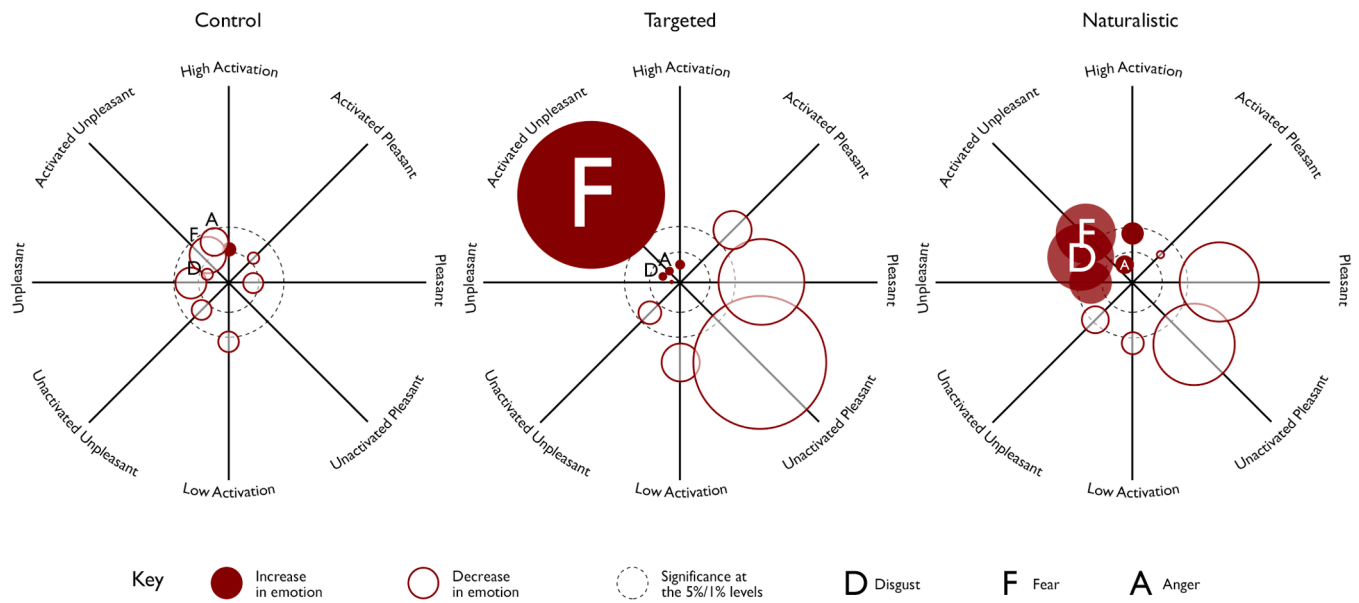 Control
High Activation
Activated Unpleasant
Activated Pleasant
A
F
D
Unpleasant
Pleasant
Unactivated Unpleasant
Unactivated Pleasant
Low Activation
Targeted
High Activation
Activated Unpleasant
Activated Pleasant
F
A
D
Pleasant
Unactivated Unpleasant
Unactivated Pleasant
Low Activation
Naturalistic
High Activation
Activated Unpleasant
Activated Pleasant
F
D
A
Unpleasant
Pleasant
Unactivated Unpleasant
Unactivated Pleasant
Low Activation
Unpleasant
Key
Increase
in emotion
Decrease
in emotion
Significance at
the 5%/1% levels
D Disgust
F Fear
A Anger